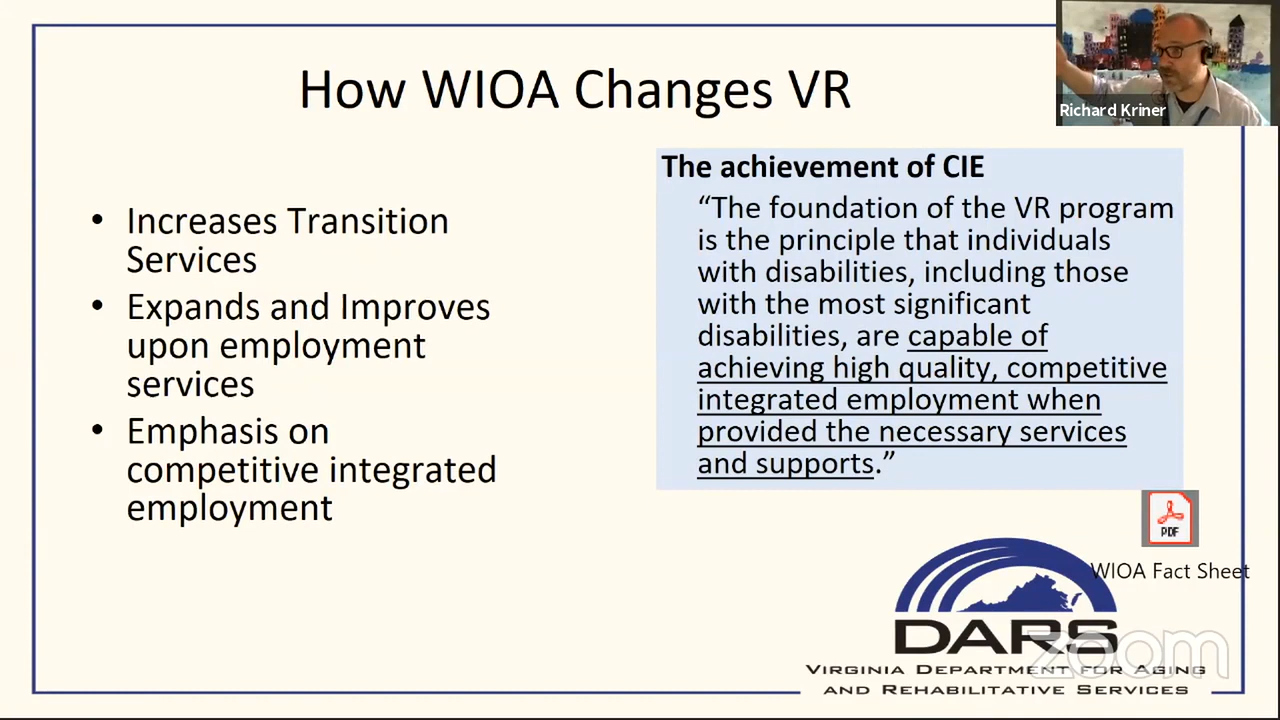 How WIOA Changes VR
Richard Kriner
• Increases Transition
Services
• Expands and Improves
upon employment
services
• Emphasis on
competitive integrated
employment
The achievement of CIE
“The foundation of the VR program
is the principle that individuals
with disabilities, including those
with the most significant
disabilities, are capable of
achieving high quality, competitive
integrated employment when
provided the necessary services
and supports.”
PDF
WIOA Fact Sheet
DARS
VIRGINIA DEPARTMENT FOR AGING
AND REHABILITATIVE SERVICES
zoom